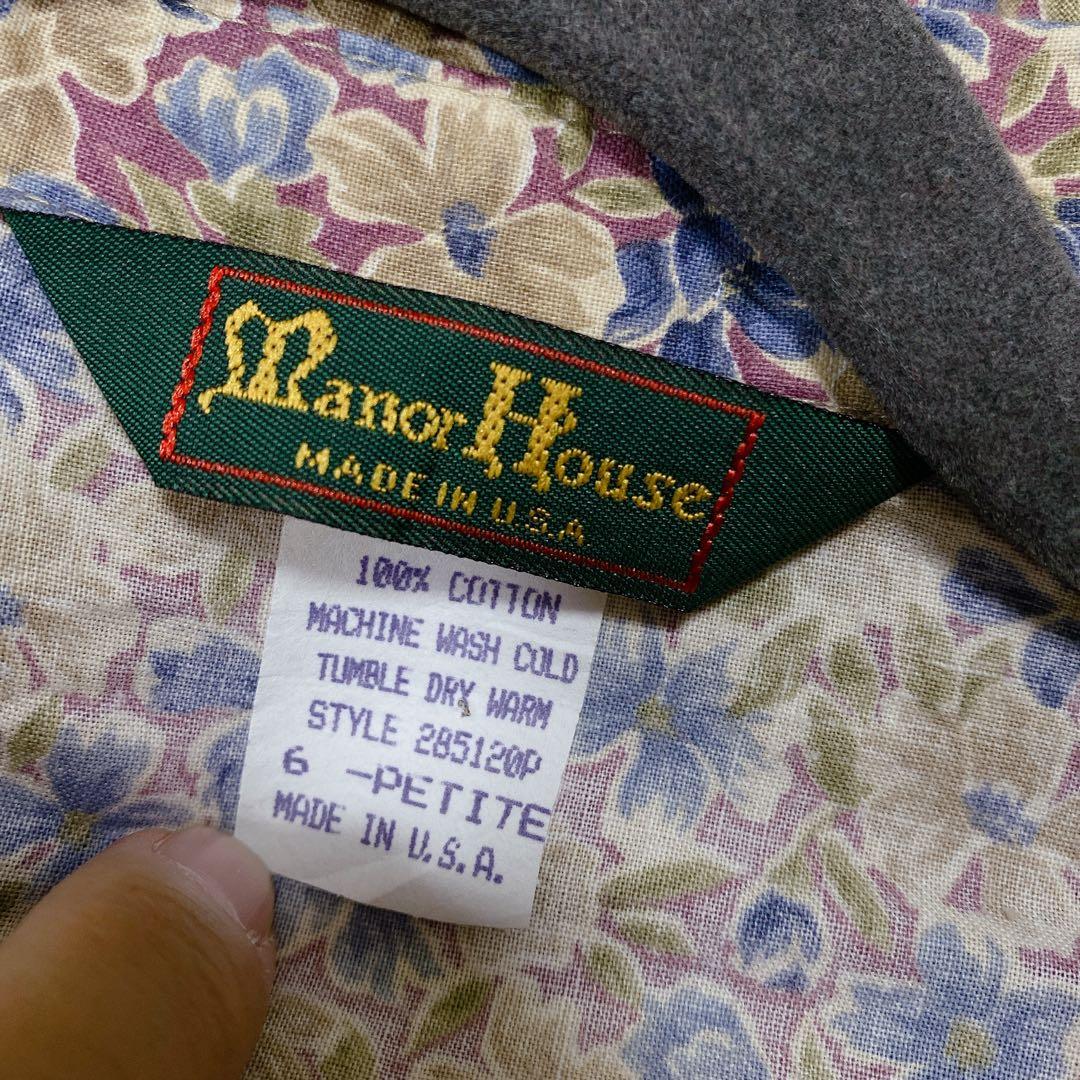 Manor House
MADE IN U.S.A
100% COTTON
MACHINE WASH COLD
TUMBLE DRY WARM
STYLE 285120P
6 -PETITE
MADE IN U.S.A.